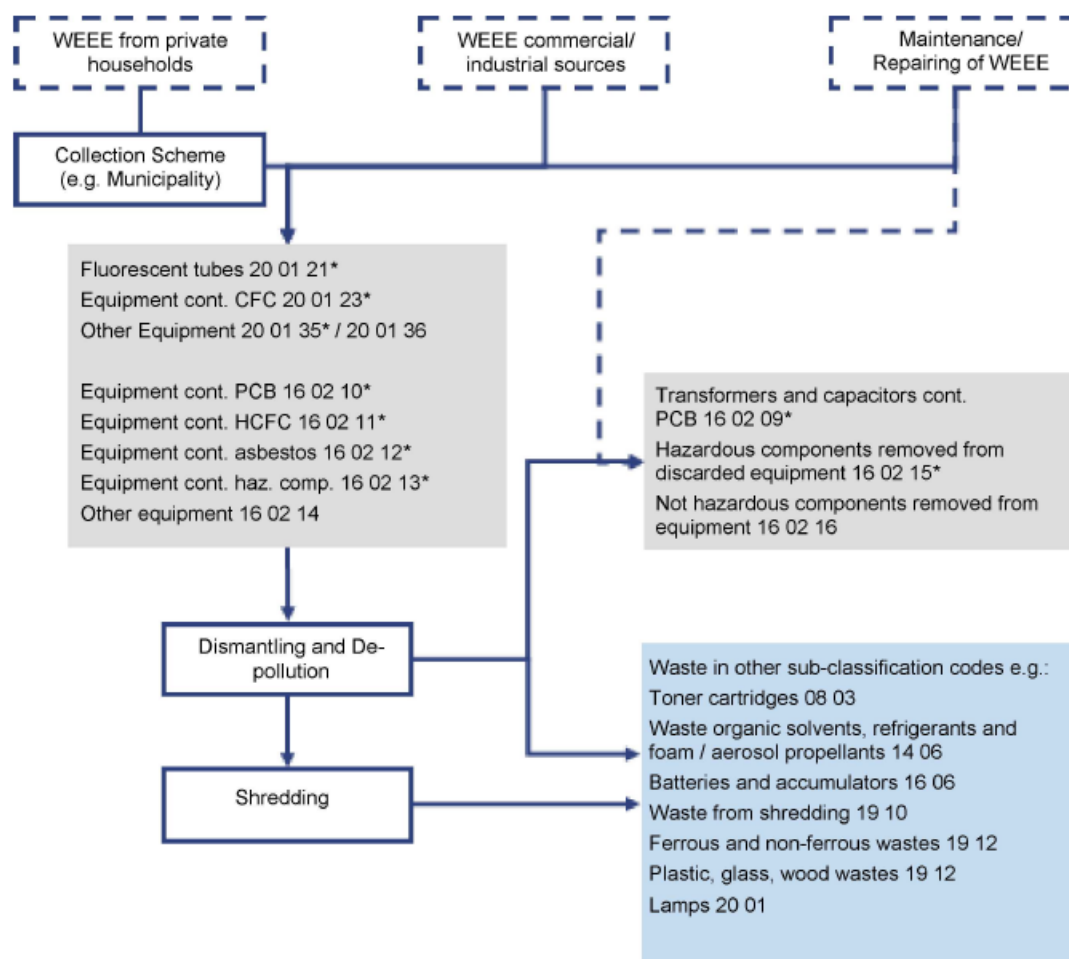 WEEE from private
households
WEEE commercial/
industrial sources
Maintenance/
Repairing of WEEE
Collection Scheme
(e.g. Municipality)
Fluorescent tubes 20 01 21*
Equipment cont. CFC 20 01 23*
Other Equipment 20 01 35* / 20 01 36
Equipment cont. PCB 16 02 10*
Equipment cont. HCFC 16 02 11*
Equipment cont. asbestos 16 02 12*
Equipment cont. haz. comp. 16 02 13*
Other equipment 16 02 14
Transformers and capacitors cont.
PCB 16 02 09*
Hazardous components removed from
discarded equipment 16 02 15*
Not hazardous components removed from
equipment 16 02 16
Dismantling and De-
pollution
Shredding
Waste in other sub-classification codes e.g.:
Toner cartridges 08 03
Waste organic solvents, refrigerants and
foam / aerosol propellants 14 06
Batteries and accumulators 16 06
Waste from shredding 19 10
Ferrous and non-ferrous wastes 19 12
Plastic, glass, wood wastes 19 12
Lamps 20 01